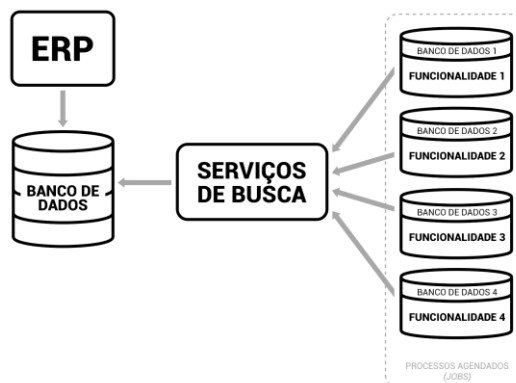 ERP
BANCO DE
DADOS
SERVIÇOS
DE BUSCA
BANCO DE DADOS 1
FUNCIONALIDADE 1
BANCO DE DADOS 2
FUNCIONALIDADE 2
BANCO DE DADOS 3
FUNCIONALIDADE 3
BANCO DE DADOS 4
FUNCIONALIDADE 4
PROCESSOS AGENDADOS
(JOBS)